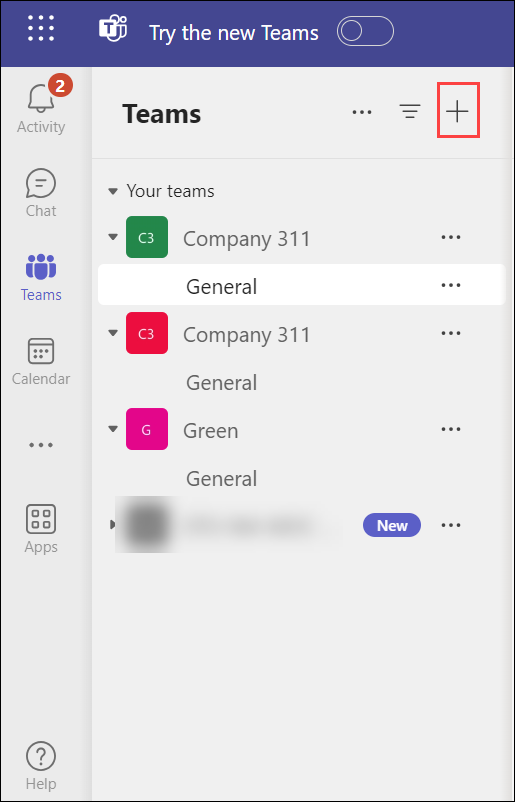 Try the new Teams
2
Activity
Chat
Teams
Calendar
Apps
Help
Teams
Your teams
C3 Company 311
General
C3 Company 311
General
G Green
General
New